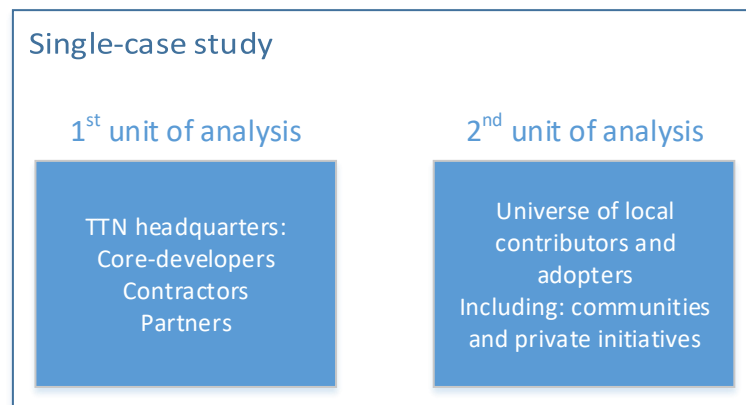 Single-case study
1st unit of analysis
TTN headquarters:
Core-developers
Contractors
Partners
2nd unit of analysis
Universe of local
contributors and
adopters
Including: communities
and private initiatives